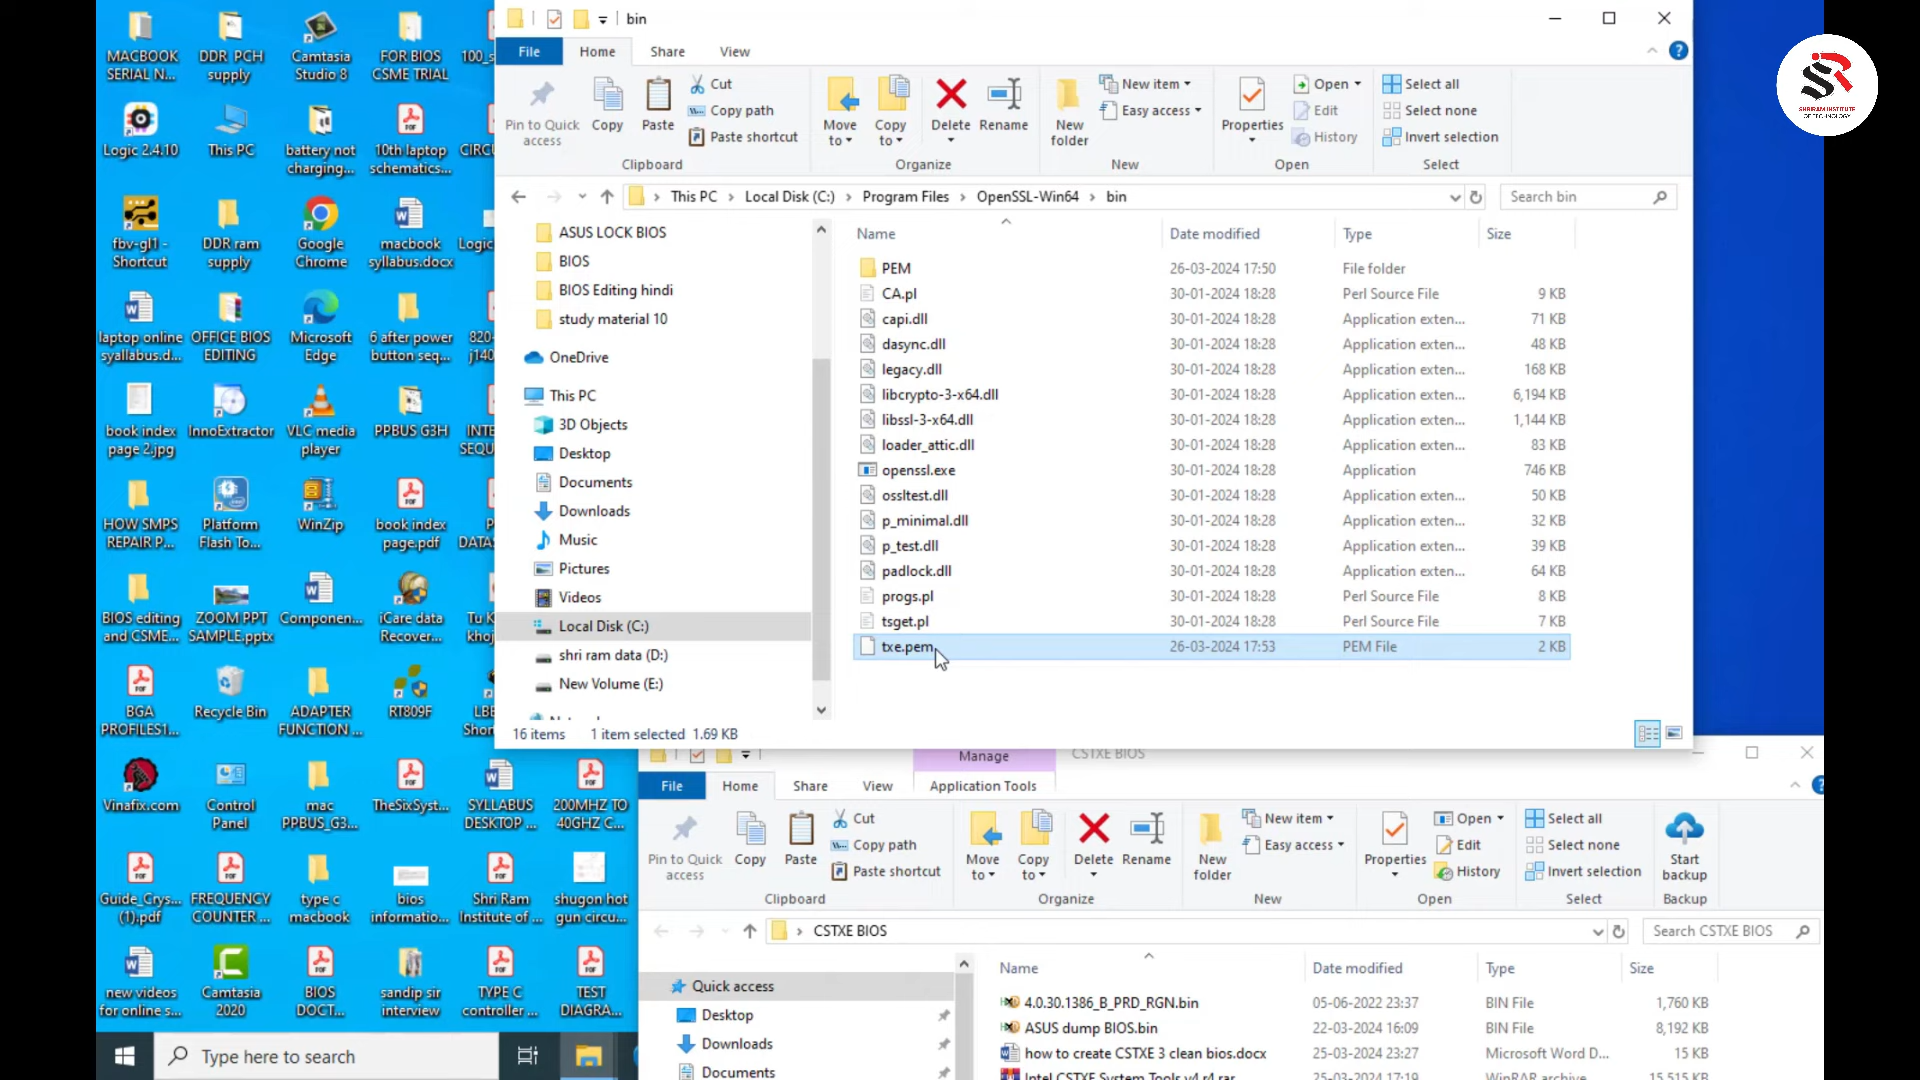 bin
File
Home
Share
View
Pin to Quick access
Copy
Paste
Cut
Copy path
Paste shortcut
Clipboard
Move to
Copy to
Delete
Rename
Organize
New folder
New item
Easy access
New
Properties
Open
Edit
History
Open
Select all
Select none
Invert selection
Select
This PC > Local Disk (C:) > Program Files > OpenSSL-Win64 > bin
Search bin
ASUS LOCK BIOS
BIOS
BIOS Editing hindi
study material 10
OneDrive
This PC
3D Objects
Desktop
Documents
Downloads
Music
Pictures
Videos
Local Disk (C:)
shri ram data (D:)
New Volume (E:)
Name Date modified Type Size
PEM 26-03-2024 17:50 File folder
CA.pl 30-01-2024 18:28 Perl Source File 9 KB
capi.dll 30-01-2024 18:28 Application exten... 71 KB
dasync.dll 30-01-2024 18:28 Application exten... 48 KB
legacy.dll 30-01-2024 18:28 Application exten... 168 KB
libcrypto-3-x64.dll 30-01-2024 18:28 Application exten... 6,194 KB
libssl-3-x64.dll 30-01-2024 18:28 Application exten... 1,144 KB
loader_attic.dll 30-01-2024 18:28 Application exten... 83 KB
openssl.exe 30-01-2024 18:28 Application 746 KB
ossltest.dll 30-01-2024 18:28 Application exten... 50 KB
p_minimal.dll 30-01-2024 18:28 Application exten... 32 KB
p_test.dll 30-01-2024 18:28 Application exten... 39 KB
padlock.dll 30-01-2024 18:28 Application exten... 64 KB
progs.pl 30-01-2024 18:28 Perl Source File 8 KB
tsget.pl 30-01-2024 18:28 Perl Source File 7 KB
txe.pem 26-03-2024 17:53 PEM File 2 KB
16 items 1 item selected 1.69 KB
Manage
CSTXE BIOS
File
Home
Share
View
Application Tools
Pin to Quick access
Copy
Paste
Cut
Copy path
Paste shortcut
Clipboard
Move to
Copy to
Delete
Rename
Organize
New folder
New item
Easy access
New
Properties
Open
Edit
History
Open
Select all
Select none
Invert selection
Select
Start backup
Backup
> CSTXE BIOS
Search CSTXE BIOS
Quick access
Desktop
Downloads
Documents
Name Date modified Type Size
4.0.30.1386_B_PRD_RGN.bin 05-06-2022 23:37 BIN File 1,760 KB
ASUS dump BIOS.bin 22-03-2024 16:09 BIN File 8,192 KB
how to create CSTXE 3 clean bios.docx 25-03-2024 23:27 Microsoft Word D... 15 KB
Intel CSTXE System Tools v4 r4.rar 25-03-2024 17:19 WinRAR archive 15,515 KB
MACBOOK SERIAL N...
DDR PCH supply
Camtasia Studio 8
FOR BIOS CSME TRIAL
Logic 2.4.10
This PC
battery not charging...
10th laptop schematics...
fbv-gl1 - Shortcut
DDR ram supply
Google Chrome
macbook syllabus.docx
laptop online syallabus.d...
OFFICE BIOS EDITING
Microsoft Edge
6 after power button seq...
book index page 2.jpg
InnoExtractor
VLC media player
PPBUS G3H
HOW SMPS REPAIR P...
Platform Flash To...
WinZip
book index page.pdf
BIOS editing and CSME...
ZOOM PPT SAMPLE.pptx
Componen...
iCare data Recover...
BGA PROFILES1...
Recycle Bin
ADAPTER FUNCTION ...
RT809F
Vinafix.com
Control Panel
mac PPBUS_G3...
TheSixSyst...
SYLLABUS DESKTOP ...
200MHZ TO 40GHZ C...
Guide_Crys... (1).pdf
FREQUENCY COUNTER ...
type c macbook
bios informatio...
Shri Ram Institute of ...
shugon hot gun circu...
new videos for online s...
Camtasia 2020
BIOS DOCT...
sandip sir interview
TYPE C controller ...
TEST DIAGRA...
Type here to search
SHRI RAM INSTITUTE
OF TECHNOLOGY